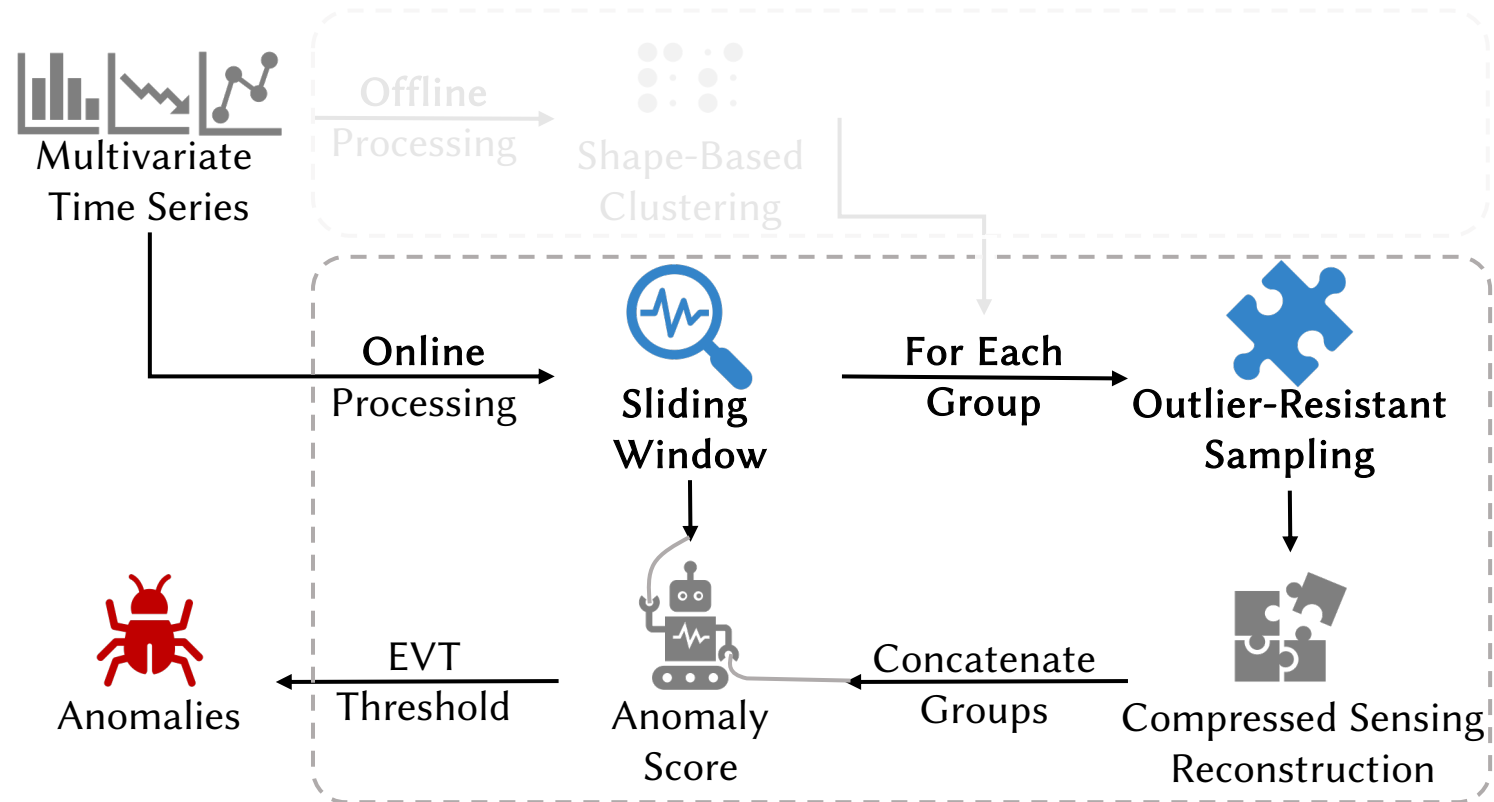 Multivariate
Time Series
Offline
Processing
Shape-Based
Clustering
Online
Processing
Sliding
Window
For Each
Group
Outlier-Resistant
Sampling
Anomalies
EVT
Threshold
Anomaly
Score
Concatenate
Groups
Compressed Sensing
Reconstruction